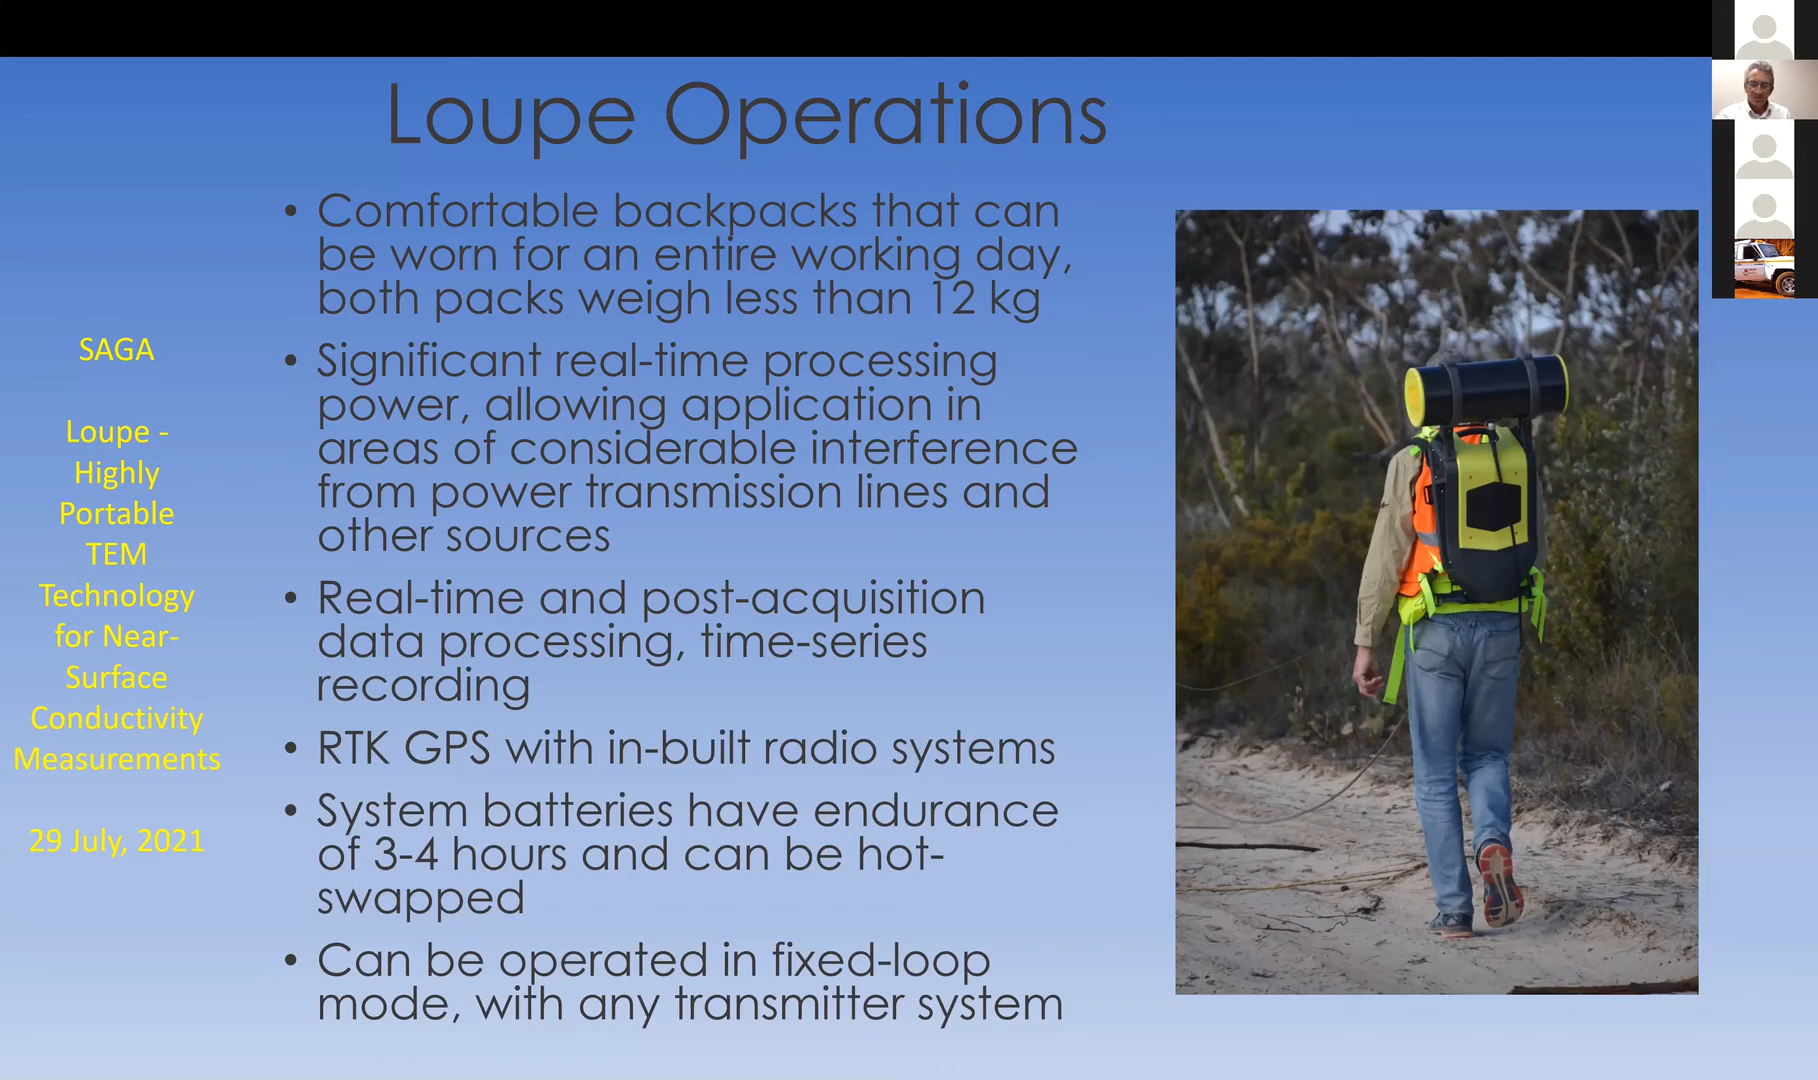 Loupe Operations
• Comfortable backpacks that can
be worn for an entire working day,
both packs weigh less than 12 kg
• Significant real-time processing
power, allowing application in
areas of considerable interference
from power transmission lines and
other sources
• Real-time and post-acquisition
data processing, time-series
recording
• RTK GPS with in-built radio systems
• System batteries have endurance
of 3-4 hours and can be hot-
swapped
• Can be operated in fixed-loop
mode, with any transmitter system
SAGA
Loupe -
Highly
Portable
TEM
Technology
for Near-
Surface
Conductivity
Measurements
29 July, 2021